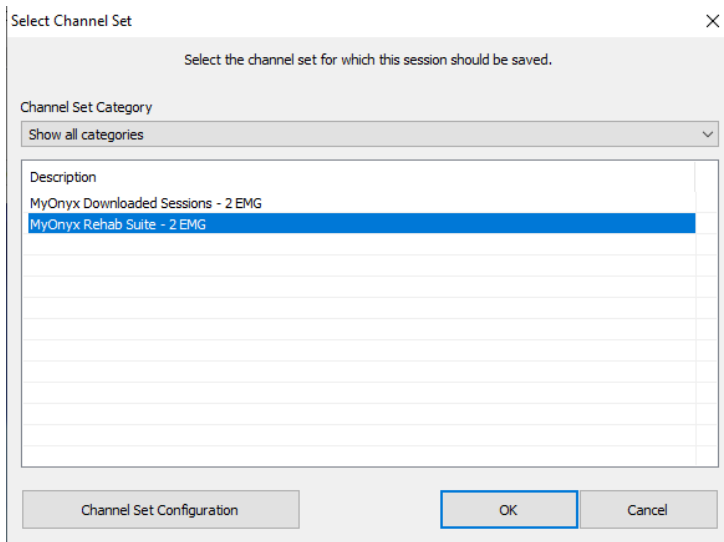 Select Channel Set
Select the channel set for which this session should be saved.
Channel Set Category
Show all categories
Description
MyOnyx Downloaded Sessions - 2 EMG
MyOnyx Rehab Suite - 2 EMG
Channel Set Configuration
OK
Cancel